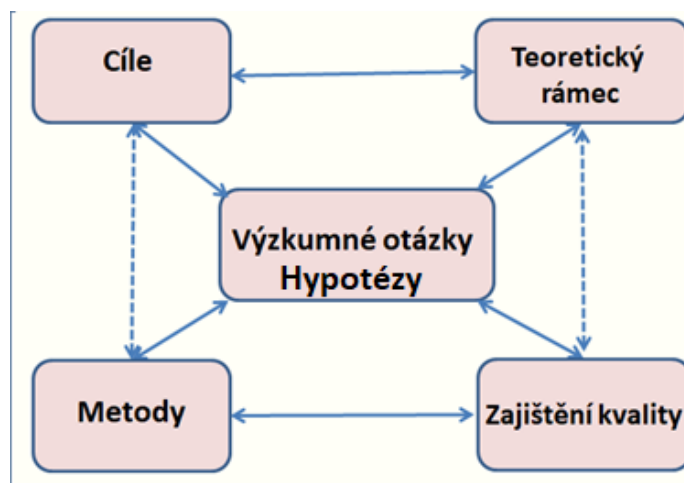 Cíle
Teoretický
rámec
Výzkumné otázky
Hypotézy
Metody
Zajištění kvality